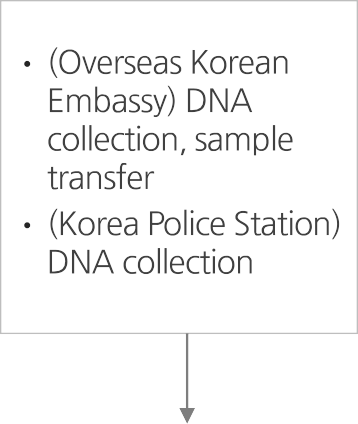 • (Overseas Korean
Embassy) DNA
collection, sample
transfer
• (Korea Police Station)
DNA collection